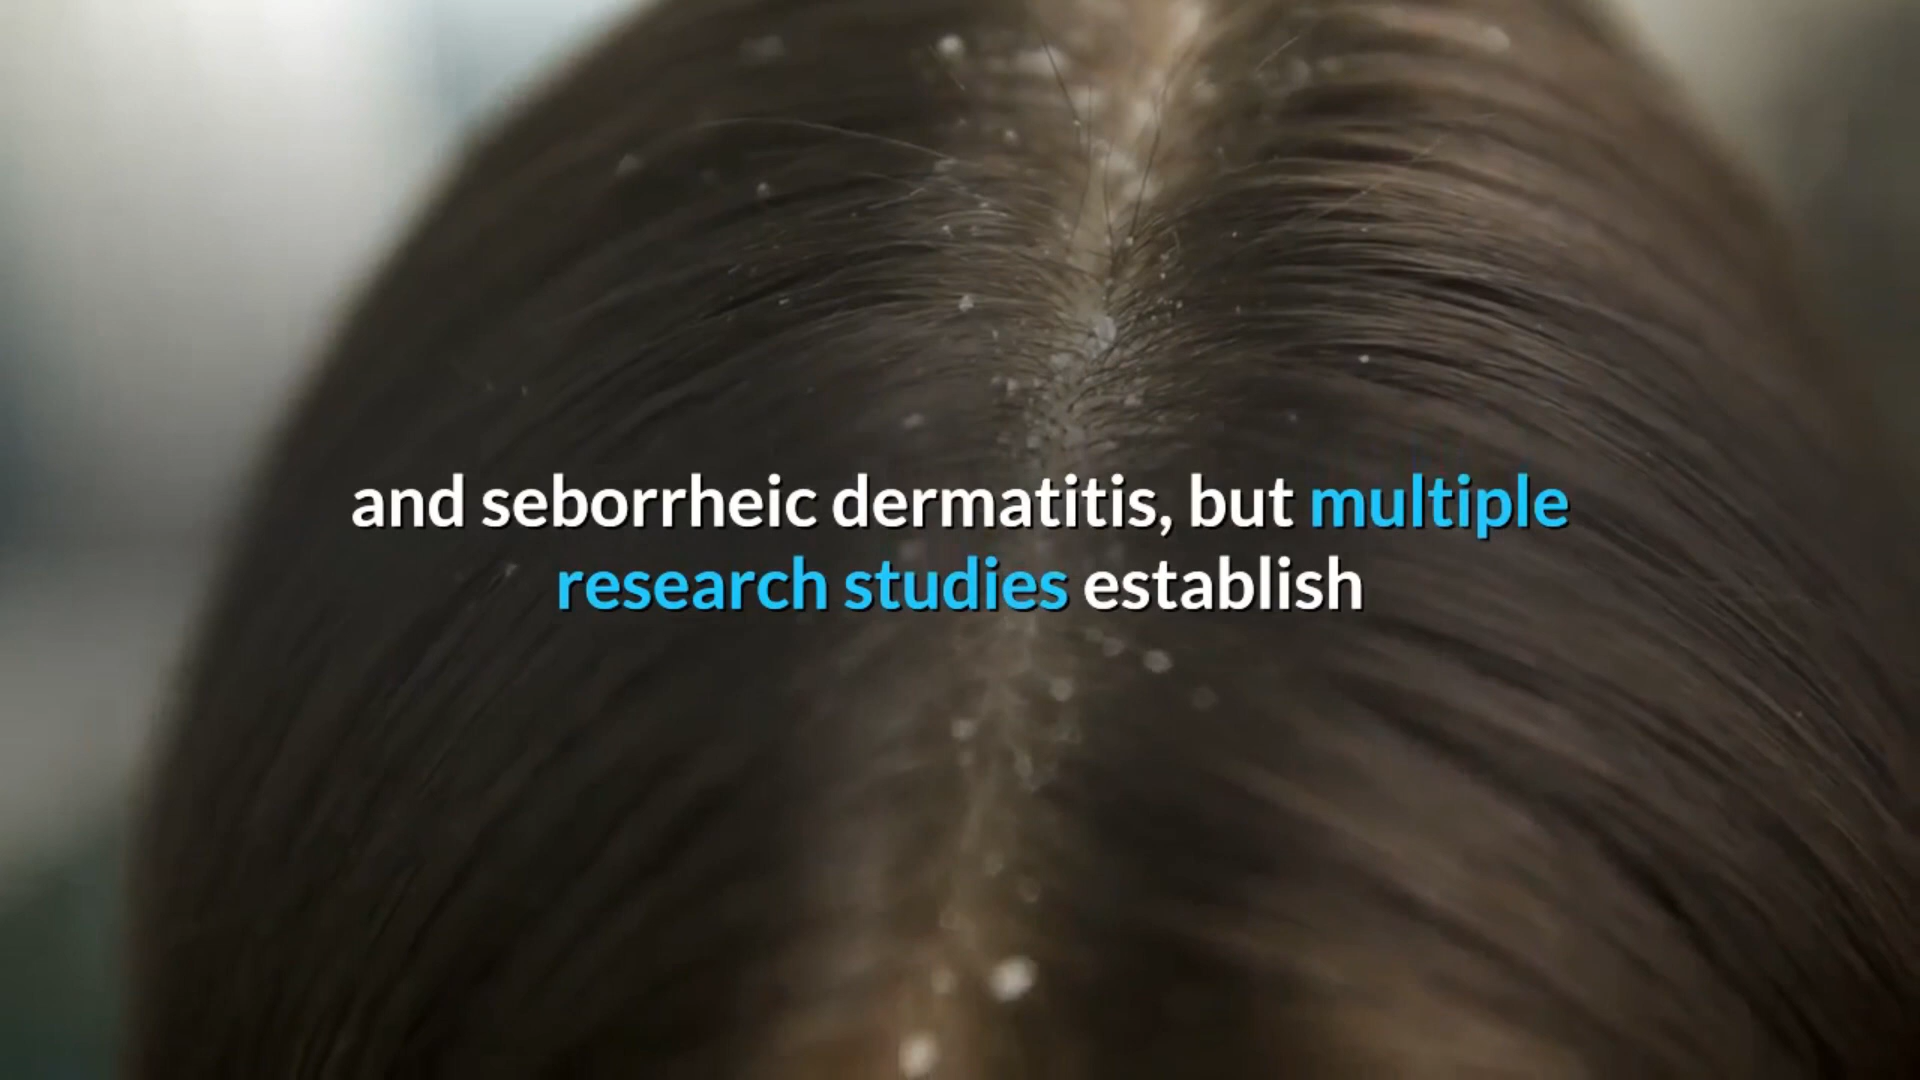 and seborrheic dermatitis, but multiple
research studies establish